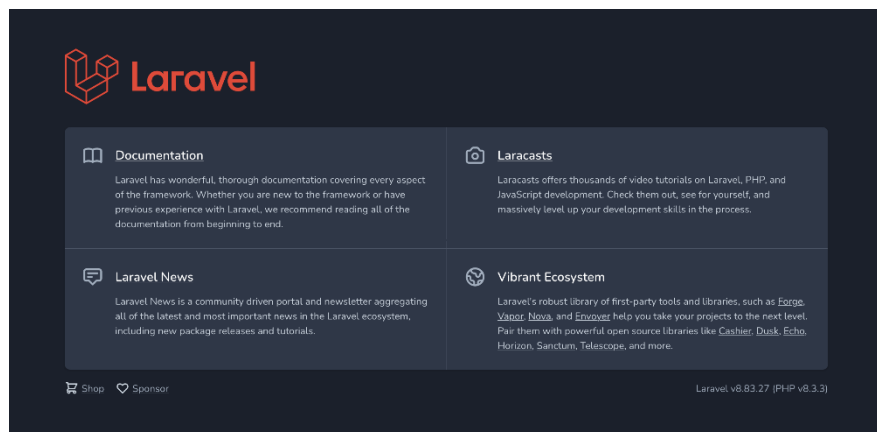 Laravel
Documentation
Laravel has wonderful, thorough documentation covering every aspect
of the framework. Whether you are new to the framework or have
previous experience with Laravel, we recommend reading all of the
documentation from beginning to end.
Laracasts
Laracasts offers thousands of video tutorials on Laravel, PHP, and
JavaScript development. Check them out, see for yourself, and
massively level up your development skills in the process.
Laravel News
Laravel News is a community driven portal and newsletter aggregating
all of the latest and most important news in the Laravel ecosystem,
including new package releases and tutorials.
Vibrant Ecosystem
Laravel's robust library of first-party tools and libraries, such as Forge,
Vapor, Nova, and Envoyer help you take your projects to the next level.
Pair them with powerful open source libraries like Cashier, Dusk, Echo,
Horizon, Sanctum, Telescope, and more.
Shop
Sponsor
Laravel v8.83.27 (PHP v8.3.3)